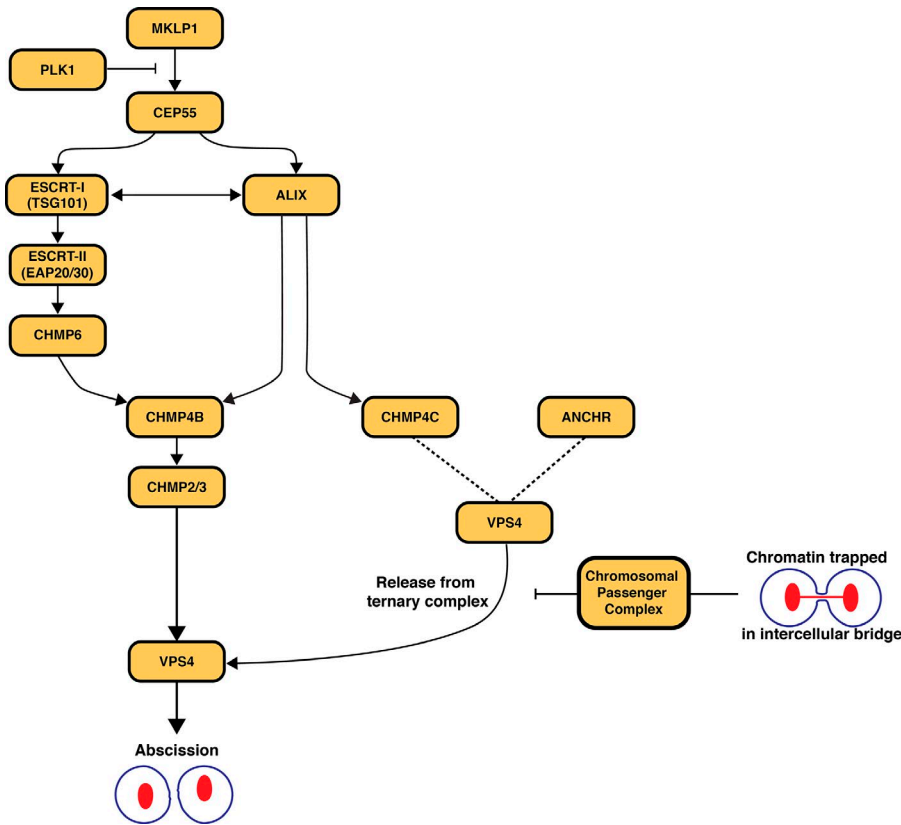 MKLP1
PLK1
CEP55
ESCRT-I
(TSG101)
ALIX
ESCRT-II
(EAP20/30)
CHMP6
CHMP4B
CHMP4C
ANCHR
CHMP2/3
VPS4
Release from
ternary complex
Chromosomal
Passenger
Complex
Chromatin trapped
in intercellular bridge
VPS4
Abscission